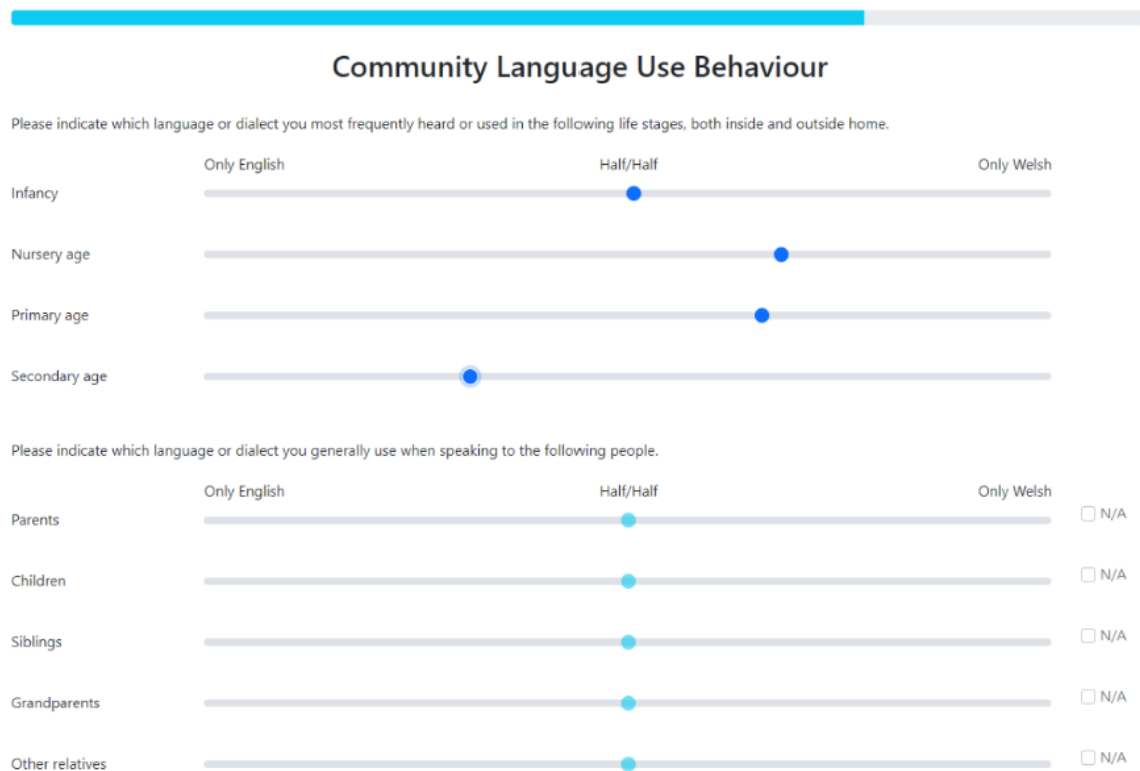 Community Language Use Behaviour
Please indicate which language or dialect you most frequently heard or used in the following life stages, both inside and outside home.
Only English Half/Half Only Welsh
Infancy
Nursery age
Primary age
Secondary age
Please indicate which language or dialect you generally use when speaking to the following people.
Only English Half/Half Only Welsh
Parents N/A
Children N/A
Siblings N/A
Grandparents N/A
Other relatives N/A